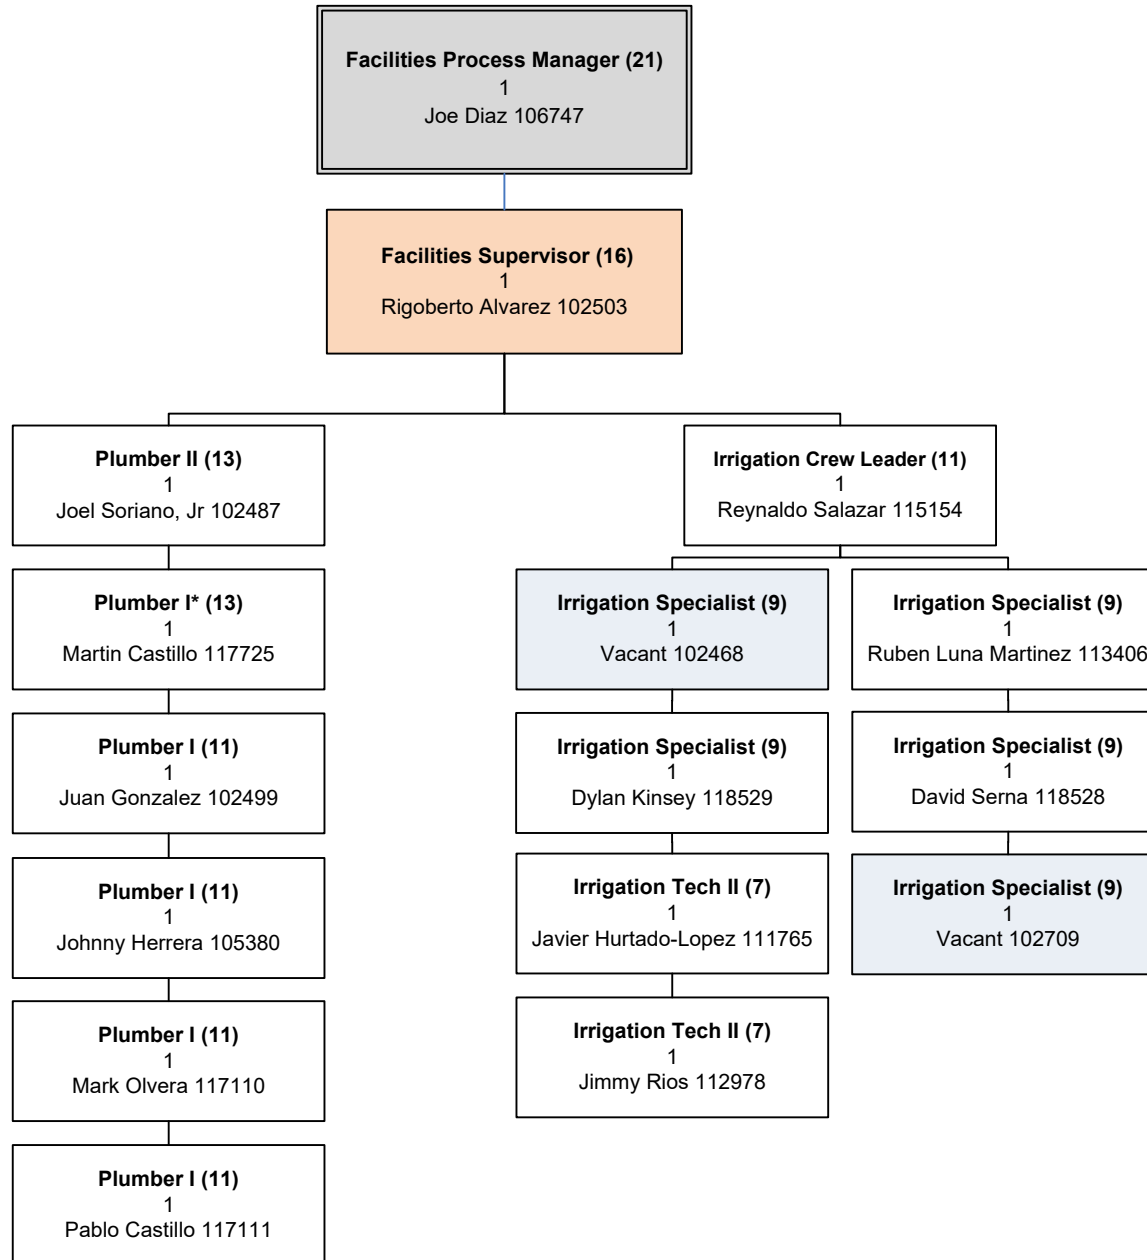 Facilities Process Manager (21)
1
Joe Diaz 106747
Facilities Supervisor (16)
1
Rigoberto Alvarez 102503
Plumber II (13)
1
Joel Soriano, Jr 102487
Plumber I* (13)
1
Martin Castillo 117725
Plumber I (11)
1
Juan Gonzalez 102499
Plumber I (11)
1
Johnny Herrera 105380
Plumber I (11)
1
Mark Olvera 117110
Plumber I (11)
1
Pablo Castillo 117111
Irrigation Crew Leader (11)
1
Reynaldo Salazar 115154
Irrigation Specialist (9)
1
Vacant 102468
Irrigation Specialist (9)
1
Dylan Kinsey 118529
Irrigation Tech II (7)
1
Javier Hurtado-Lopez 111765
Irrigation Tech II (7)
1
Jimmy Rios 112978
Irrigation Specialist (9)
1
Ruben Luna Martinez 113406
Irrigation Specialist (9)
1
David Serna 118528
Irrigation Specialist (9)
1
Vacant 102709